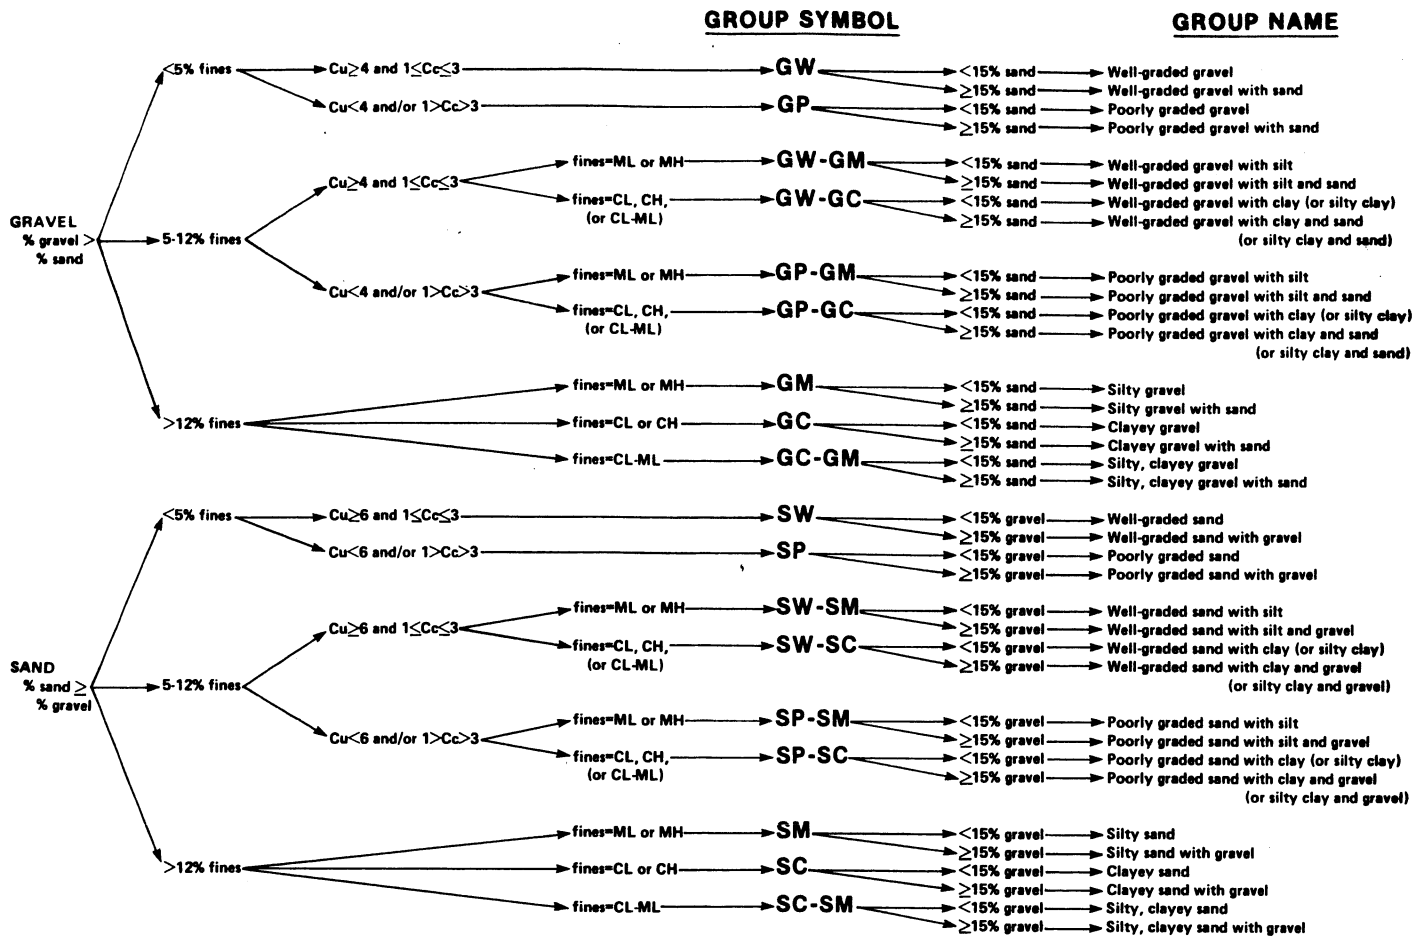 GROUP SYMBOL GROUP NAME
<5% fines Cu≥4 and 1≤Cc≤3 GW <15% sand Well-graded gravel
≥15% sand Well-graded gravel with sand
Cu<4 and/or 1>Cc>3 GP <15% sand Poorly graded gravel
≥15% sand Poorly graded gravel with sand
fines=ML or MH GW-GM <15% sand Well-graded gravel with silt
Cu≥4 and 1≤Cc≤3 ≥15% sand Well-graded gravel with silt and sand
fines=CL, CH, GW-GC <15% sand Well-graded gravel with clay (or silty clay)
(or CL-ML) ≥15% sand Well-graded gravel with clay and sand
GRAVEL
% gravel > 5-12% fines (or silty clay and sand)
% sand
fines=ML or MH GP-GM <15% sand Poorly graded gravel with silt
Cu<4 and/or 1>Cc>3 ≥15% sand Poorly graded gravel with silt and sand
fines=CL, CH, GP-GC <15% sand Poorly graded gravel with clay (or silty clay)
(or CL-ML) ≥15% sand Poorly graded gravel with clay and sand
(or silty clay and sand)
fines=ML or MH GM <15% sand Silty gravel
≥15% sand Silty gravel with sand
>12% fines fines=CL or CH GC <15% sand Clayey gravel
≥15% sand Clayey gravel with sand
fines=CL-ML GC-GM <15% sand Silty, clayey gravel
≥15% sand Silty, clayey gravel with sand
<5% fines Cu≥6 and 1≤Cc≤3 SW <15% gravel Well-graded sand
≥15% gravel Well-graded sand with gravel
Cu<6 and/or 1>Cc>3 SP <15% gravel Poorly graded sand
≥15% gravel Poorly graded sand with gravel
fines=ML or MH SW-SM <15% gravel Well-graded sand with silt
Cu≥6 and 1≤Cc≤3 ≥15% gravel Well-graded sand with silt and gravel
fines=CL, CH, SW-SC <15% gravel Well-graded sand with clay (or silty clay)
(or CL-ML) ≥15% gravel Well-graded sand with clay and gravel
SAND
% sand ≥ 5-12% fines (or silty clay and gravel)
% gravel
fines=ML or MH SP-SM <15% gravel Poorly graded sand with silt
Cu<6 and/or 1>Cc>3 ≥15% gravel Poorly graded sand with silt and gravel
fines=CL, CH, SP-SC <15% gravel Poorly graded sand with clay (or silty clay)
(or CL-ML) ≥15% gravel Poorly graded sand with clay and gravel
(or silty clay and gravel)
fines=ML or MH SM <15% gravel Silty sand
≥15% gravel Silty sand with gravel
>12% fines fines=CL or CH SC <15% gravel Clayey sand
≥15% gravel Clayey sand with gravel
fines=CL-ML SC-SM <15% gravel Silty, clayey sand
≥15% gravel Silty, clayey sand with gravel